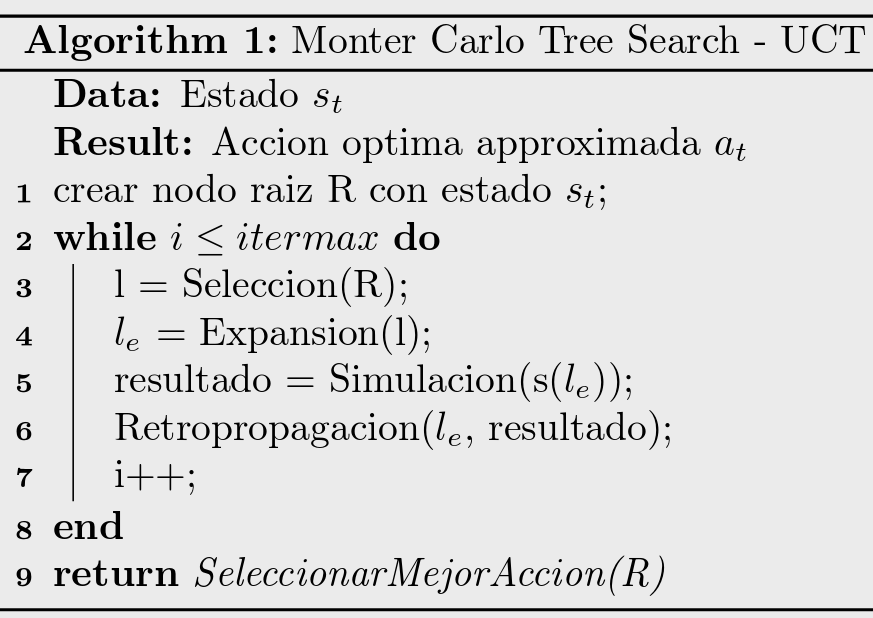 Algorithm 1: Monter Carlo Tree Search - UCT
Data: Estado s_t
Result: Accion optima approximada a_t
1 crear nodo raiz R con estado s_t;
2 while i ≤ itermax do
3 l = Seleccion(R);
4 l_e = Expansion(l);
5 resultado = Simulacion(s(l_e));
6 Retropropagacion(l_e, resultado);
7 i++;
8 end
9 return SeleccionarMejorAccion(R)